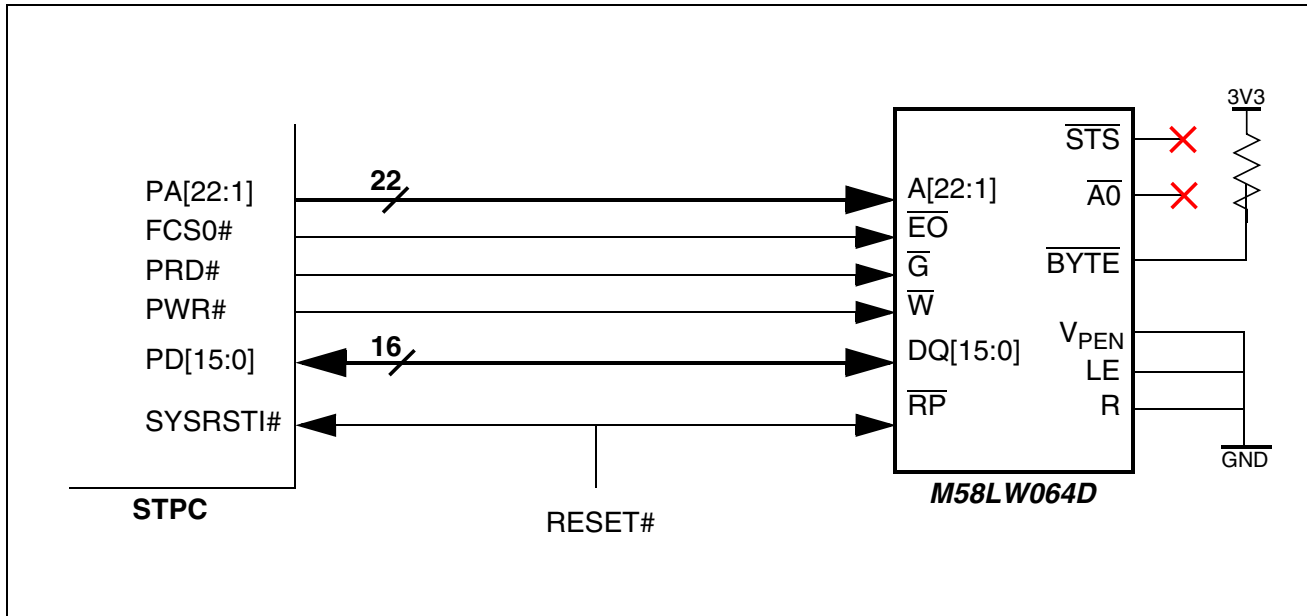 PA[22:1]
FCS0#
PRD#
PWR#
PD[15:0]
SYSRSTI#
STPC
22
16
RESET#
A[22:1]
EO
G
W
DQ[15:0]
RP
STS
A0
BYTE
VPEN
LE
R
M58LW064D
3V3
GND